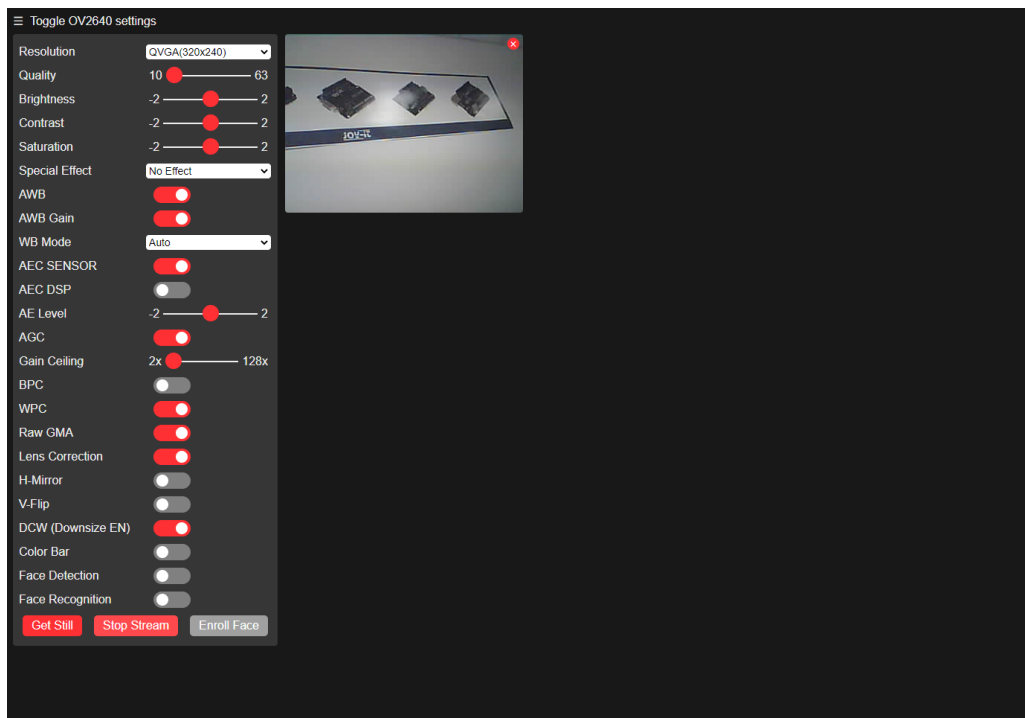 ☰ Toggle OV2640 settings
Resolution QVGA(320x240)
Quality 10 63
Brightness -2 2
Contrast -2 2
Saturation -2 2
Special Effect No Effect
AWB
AWB Gain
WB Mode Auto
AEC SENSOR
AEC DSP
AE Level -2 2
AGC
Gain Ceiling 2x 128x
BPC
WPC
Raw GMA
Lens Correction
H-Mirror
V-Flip
DCW (Downsize EN)
Color Bar
Face Detection
Face Recognition
Get Still Stop Stream Enroll Face
JOY-iT